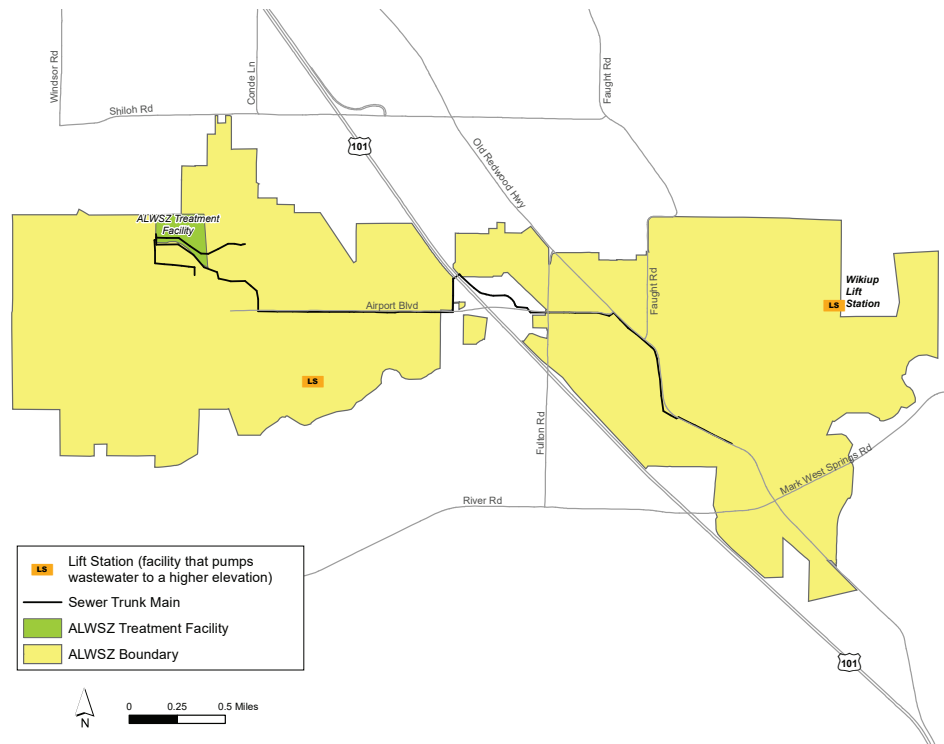 Windsor Rd
Conde Ln
Shiloh Rd
101
Old Redwood Hwy
Faught Rd
ALWSZ Treatment
Facility
Faught Rd
Wikiup
Lift
Station
LS
Airport Blvd
LS
Fulton Rd
Mark West Springs Rd
River Rd
LS
Lift Station (facility that pumps
wastewater to a higher elevation)
Sewer Trunk Main
ALWSZ Treatment Facility
ALWSZ Boundary
101
N
0 0.25 0.5 Miles